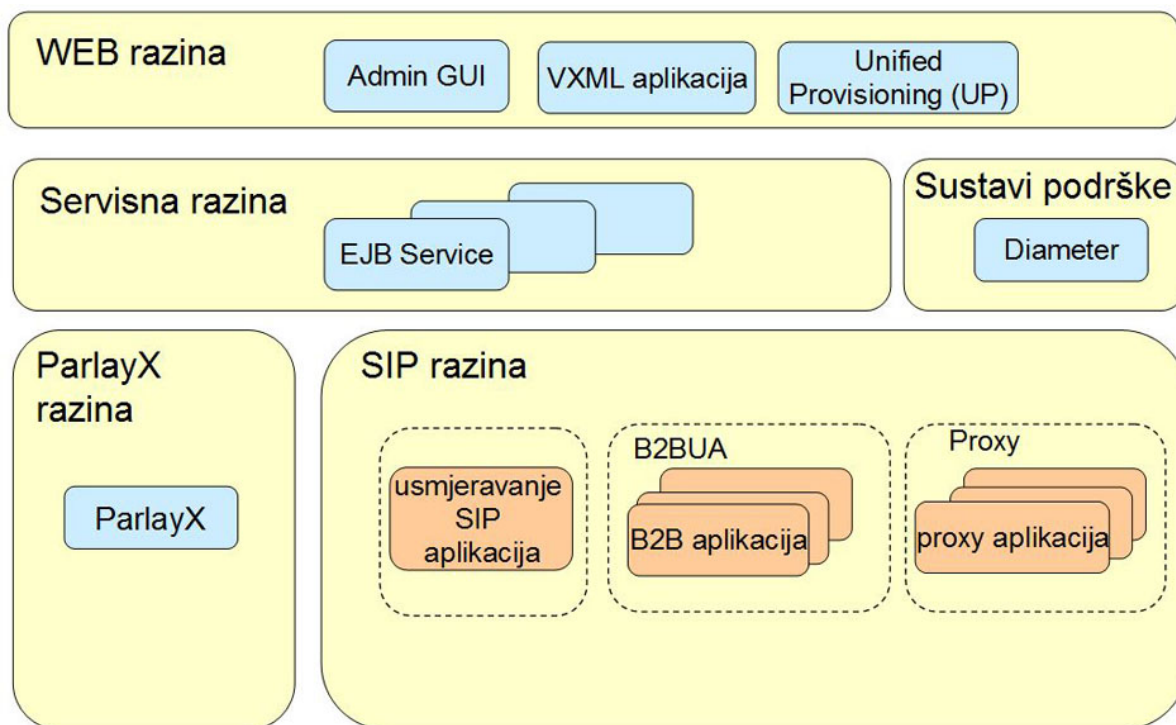 WEB razina
Admin GUI
VXML aplikacija
Unified
Provisioning (UP)
Servisna razina
EJB Service
Sustavi podrške
Diameter
ParlayX
razina
ParlayX
SIP razina
usmjeravanje
SIP
aplikacija
B2BUA
B2B aplikacija
Proxy
proxy aplikacija